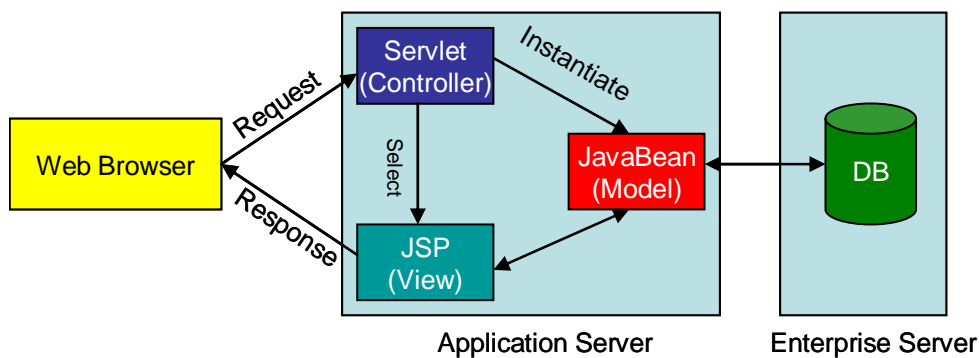 Servlet
(Controller)
Instantiate
Request
Web Browser
Select
JavaBean
(Model)
DB
Response
JSP
(View)
Application Server
Enterprise Server